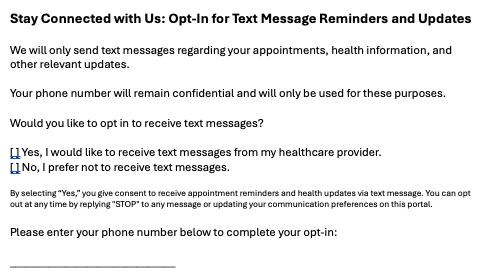 Stay Connected with Us: Opt-In for Text Message Reminders and Updates
We will only send text messages regarding your appointments, health information, and
other relevant updates.
Your phone number will remain confidential and will only be used for these purposes.
Would you like to opt in to receive text messages?
[ ] Yes, I would like to receive text messages from my healthcare provider.
[ ] No, I prefer not to receive text messages.
By selecting "Yes," you give consent to receive appointment reminders and health updates via text message. You can opt
out at any time by replying "STOP" to any message or updating your communication preferences on this portal.
Please enter your phone number below to complete your opt-in: